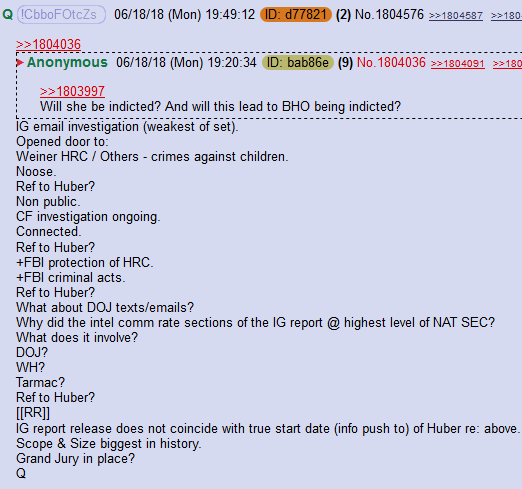 Q !CbboFOtcZs 06/18/18 (Mon) 19:49:12 ID: d77821 (2) No.1804576 >>1804587 >>180
>>1804036
Anonymous 06/18/18 (Mon) 19:20:34 ID: bab86e (9) No.1804036 >>1804091 >>180
>>1803997
Will she be indicted? And will this lead to BHO being indicted?
IG email investigation (weakest of set).
Opened door to:
Weiner HRC / Others - crimes against children.
Noose.
Ref to Huber?
Non public.
CF investigation ongoing.
Connected.
Ref to Huber?
+FBI protection of HRC.
+FBI criminal acts.
Ref to Huber?
What about DOJ texts/emails?
Why did the intel comm rate sections of the IG report @ highest level of NAT SEC?
What does it involve?
DOJ?
WH?
Tarmac?
Ref to Huber?
[[RR]]
IG report release does not coincide with true start date (info push to) of Huber re: above.
Scope & Size biggest in history.
Grand Jury in place?
Q